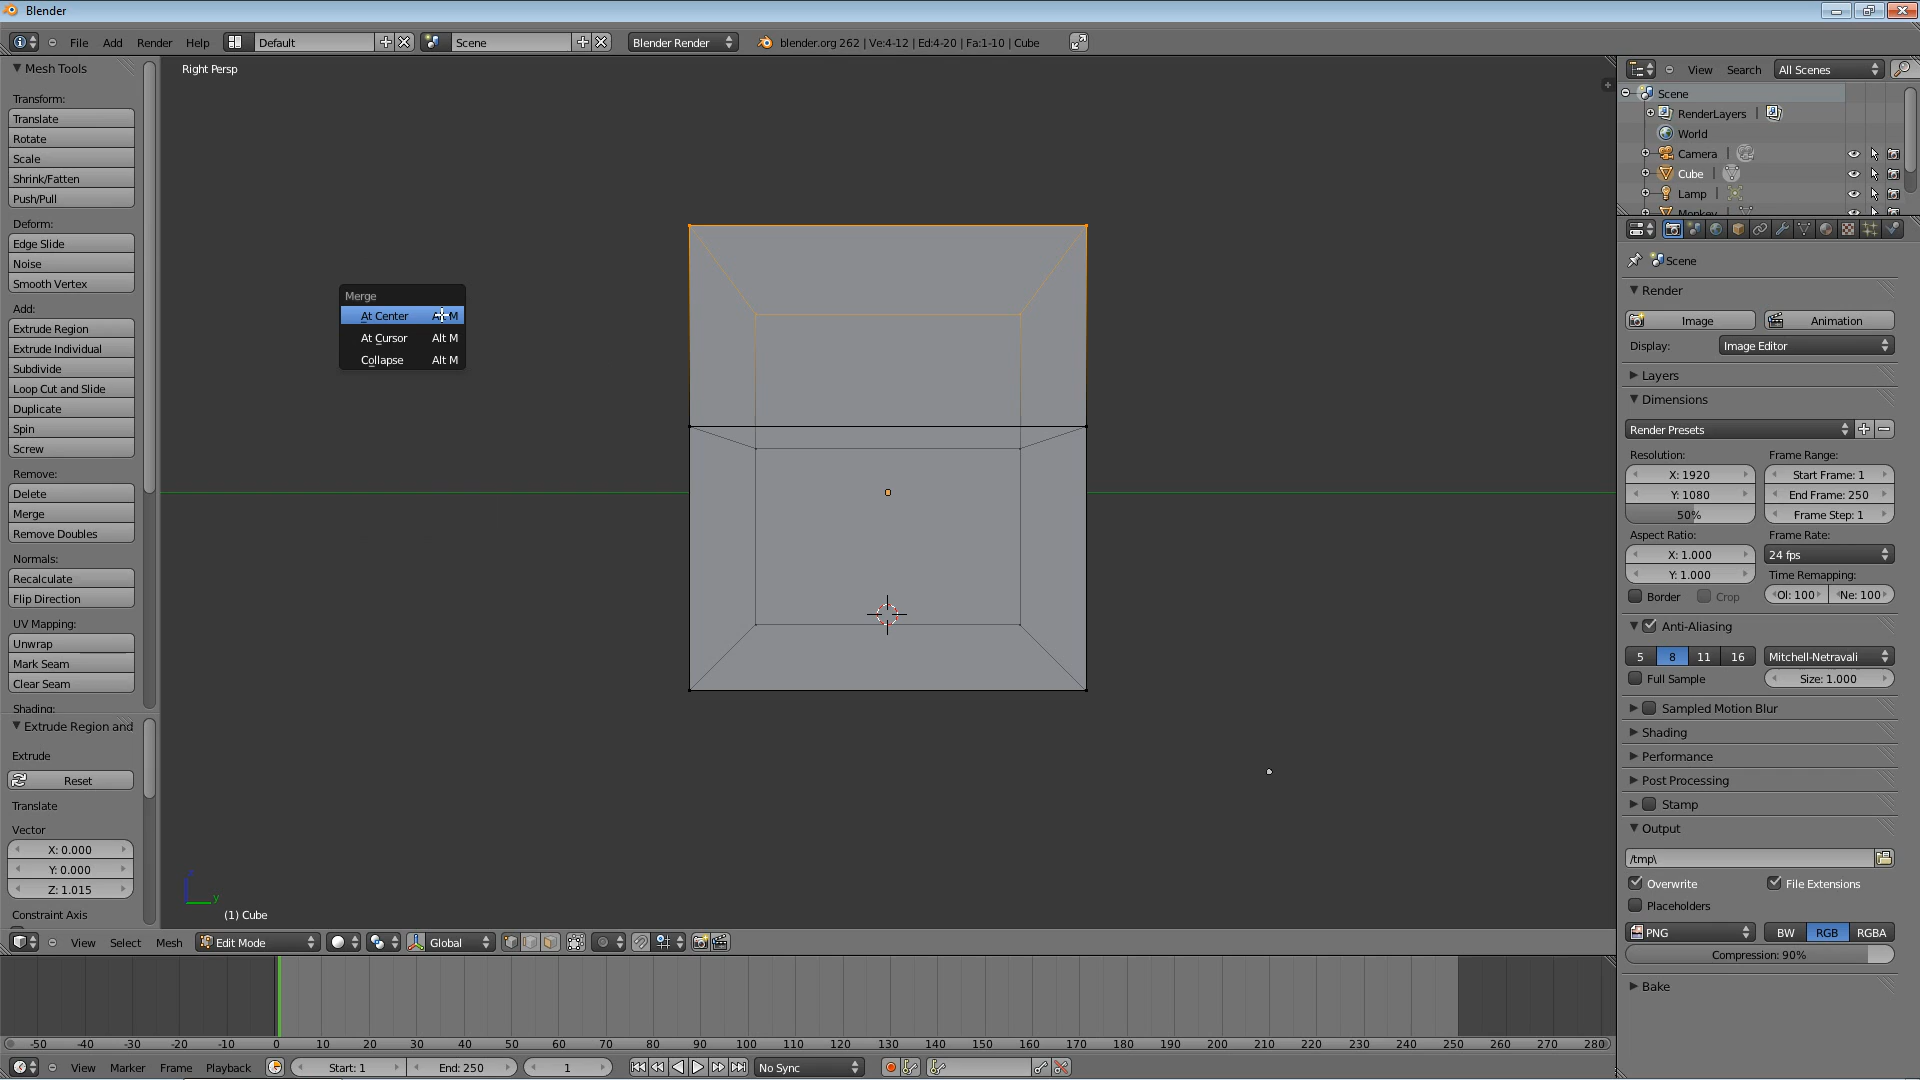 Blender
File Add Render Help Default Scene Blender Render blender.org 262 | Ve:4-12 | Ed:4-20 | Fa:1-10 | Cube
Mesh Tools
Transform:
Translate
Rotate
Scale
Shrink/Fatten
Push/Pull
Deform:
Edge Slide
Noise
Smooth Vertex
Add:
Extrude Region
Extrude Individual
Subdivide
Loop Cut and Slide
Duplicate
Spin
Screw
Remove:
Delete
Merge
Remove Doubles
Normals:
Recalculate
Flip Direction
UV Mapping:
Unwrap
Mark Seam
Clear Seam
Shading:
Extrude Region and
Extrude
Reset
Translate
Vector
X: 0.000
Y: 0.000
Z: 1.015
Constraint Axis
Right Persp
Merge
At Center M
At Cursor Alt M
Collapse Alt M
y
(1) Cube
View Select Mesh Edit Mode Global
-50 -40 -30 -20 -10 0 10 20 30 40 50 60 70 80 90 100 110 120 130 140 150 160 170 180 190 200 210 220 230 240 250 260 270 280
View Marker Frame Playback Start: 1 End: 250 1 No Sync
View Search All Scenes
Scene
RenderLayers |
World
Camera |
Cube |
Lamp |
Monkey |
Scene
Render
Image Animation
Display: Image Editor
Layers
Dimensions
Render Presets
Resolution: Frame Range:
X: 1920 Start Frame: 1
Y: 1080 End Frame: 250
50% Frame Step: 1
Aspect Ratio: Frame Rate:
X: 1.000 24 fps
Y: 1.000 Time Remapping:
Border Crop Ol: 100 Ne: 100
Anti-Aliasing
5 8 11 16 Mitchell-Netravali
Full Sample Size: 1.000
Sampled Motion Blur
Shading
Performance
Post Processing
Stamp
Output
/tmp\
Overwrite File Extensions
Placeholders
PNG BW RGB RGBA
Compression: 90%
Bake